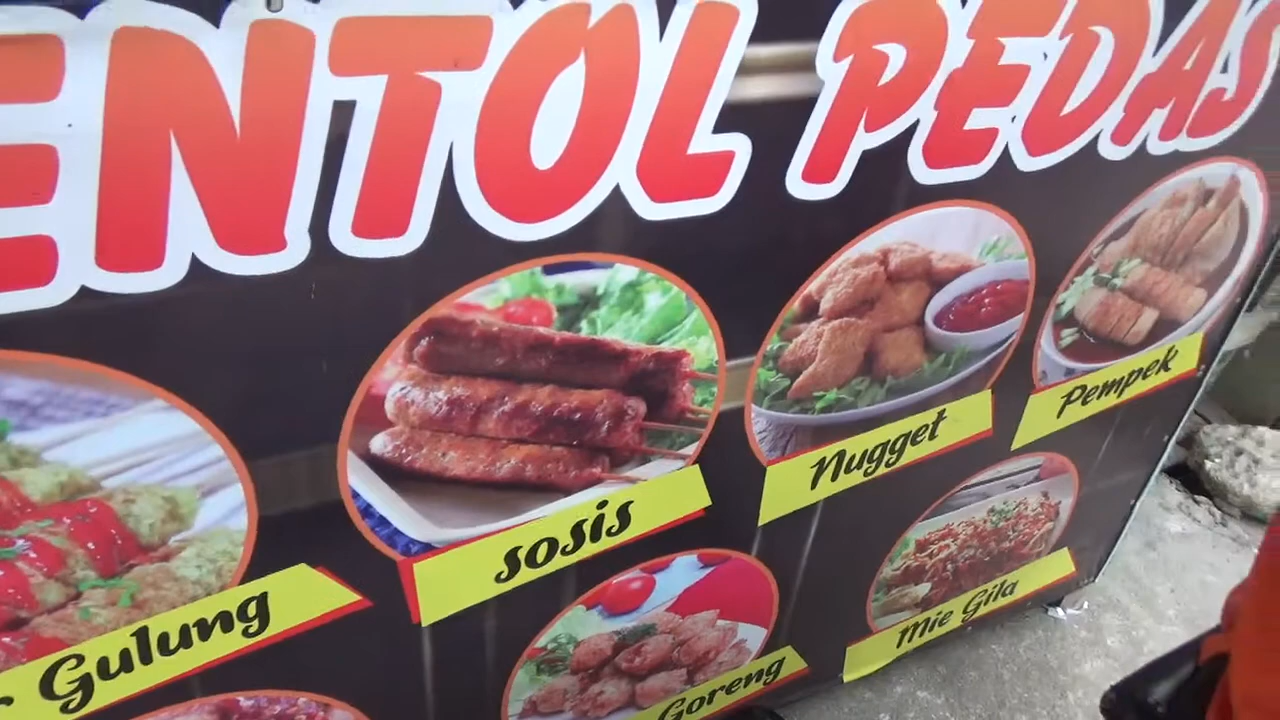 ENTOL PEDAS
Pempek
Nugget
sosis
Mie Gila
Gulung
Goreng